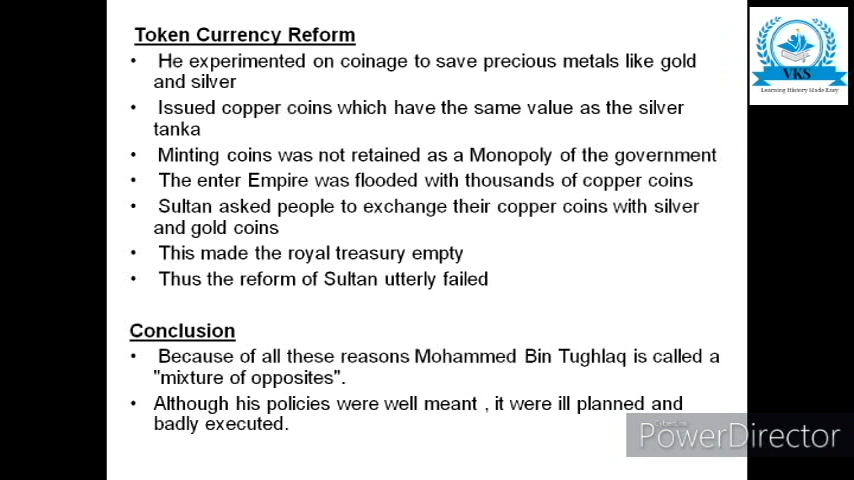 Token Currency Reform
• He experimented on coinage to save precious metals like gold
and silver
• Issued copper coins which have the same value as the silver
tanka
• Minting coins was not retained as a Monopoly of the government
• The enter Empire was flooded with thousands of copper coins
• Sultan asked people to exchange their copper coins with silver
and gold coins
• This made the royal treasury empty
• Thus the reform of Sultan utterly failed
Conclusion
• Because of all these reasons Mohammed Bin Tughlaq is called a
"mixture of opposites".
• Although his policies were well meant , it were ill planned and
badly executed.
VKS
Learning History Made Easy
CyberLink
PowerDirector